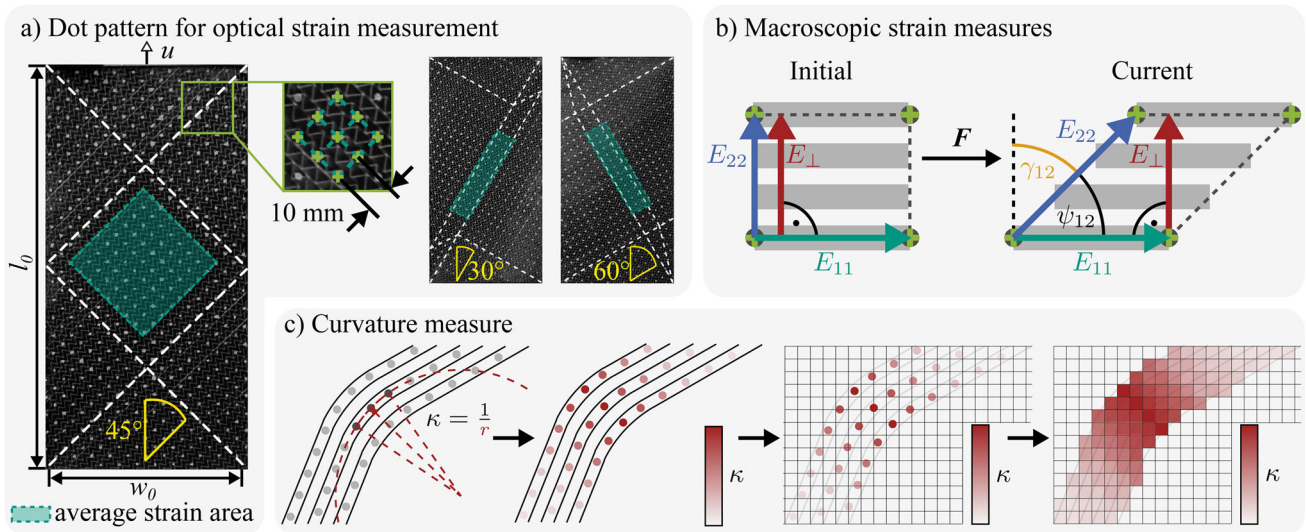 a) Dot pattern for optical strain measurement
u
l₀
10 mm
30°
60°
45°
w₀
average strain area
b) Macroscopic strain measures
Initial
Current
E₂₂
E⊥
E₁₁
F
γ₁₂
E₂₂
E⊥
ψ₁₂
E₁₁
c) Curvature measure
κ = 1/r
κ
κ
κ